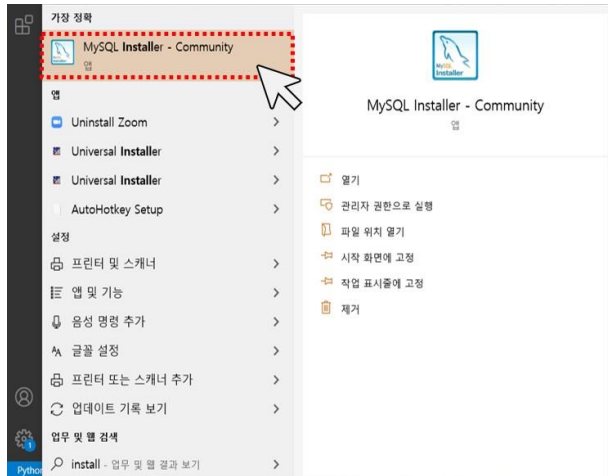 가장 정확
MySQL Installer - Community
앱
앱
Uninstall Zoom
Universal Installer
Universal Installer
AutoHotkey Setup
설정
프린터 및 스캐너
앱 및 기능
음성 명령 추가
글꼴 설정
프린터 또는 스캐너 추가
업데이트 기록 보기
업무 및 웹 검색
install - 업무 및 웹 결과 보기
1
Pytho
MySQL
Installer
MySQL Installer - Community
앱
열기
관리자 권한으로 실행
파일 위치 열기
시작 화면에 고정
작업 표시줄에 고정
제거